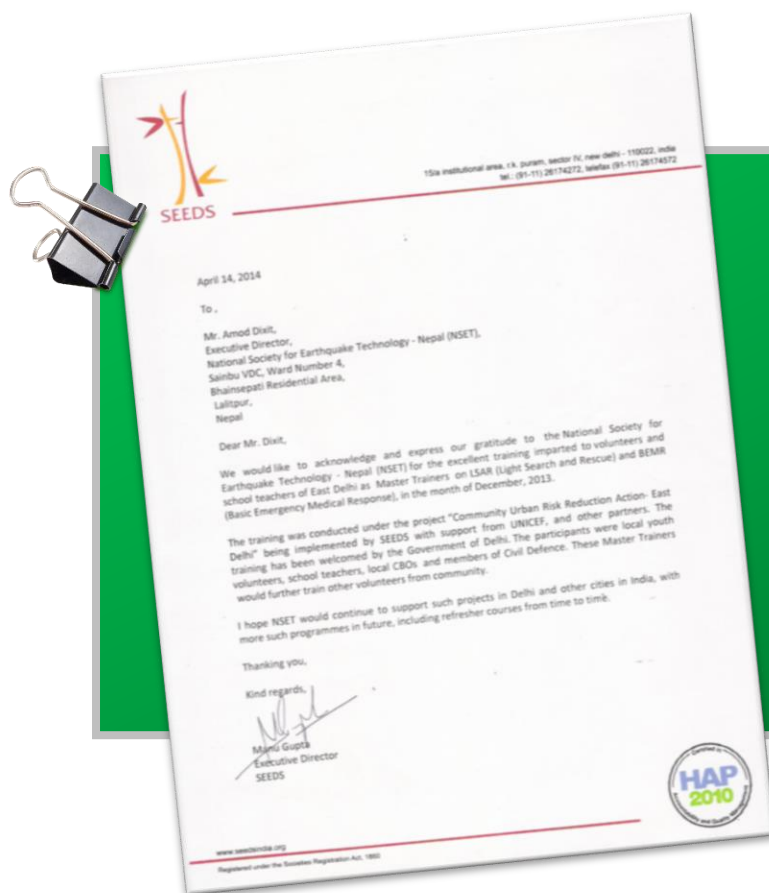 15/a institutional area, r.k. puram, sector IV, new delhi - 110022, india
tel.: (91-11) 26174272, telefax (91-11) 26174572
SEEDS
April 14, 2014
To ,
Mr. Amod Dixit,
Executive Director,
National Society for Earthquake Technology - Nepal (NSET),
Sainbu VDC, Ward Number 4,
Bhainsepati Residential Area,
Lalitpur,
Nepal
Dear Mr. Dixit,
We would like to acknowledge and express our gratitude to the National Society for
Earthquake Technology - Nepal (NSET) for the excellent training imparted to volunteers and
school teachers of East Delhi as Master Trainers on LSAR (Light Search and Rescue) and BEMR
(Basic Emergency Medical Response), in the month of December, 2013.
The training was conducted under the project "Community Urban Risk Reduction Action- East
Delhi" being implemented by SEEDS with support from UNICEF, and other partners. The
training has been welcomed by the Government of Delhi. The participants were local youth
volunteers, school teachers, local CBOs and members of Civil Defence. These Master Trainers
would further train other volunteers from community.
I hope NSET would continue to support such projects in Delhi and other cities in India, with
more such programmes in future, including refresher courses from time to time.
Thanking you,
Kind regards,
Manu Gupta
Executive Director
SEEDS
Certified in
HAP
2010
Accountability and Quality Management
www.seedsindia.org
Registered under the Societies Registration Act, 1860